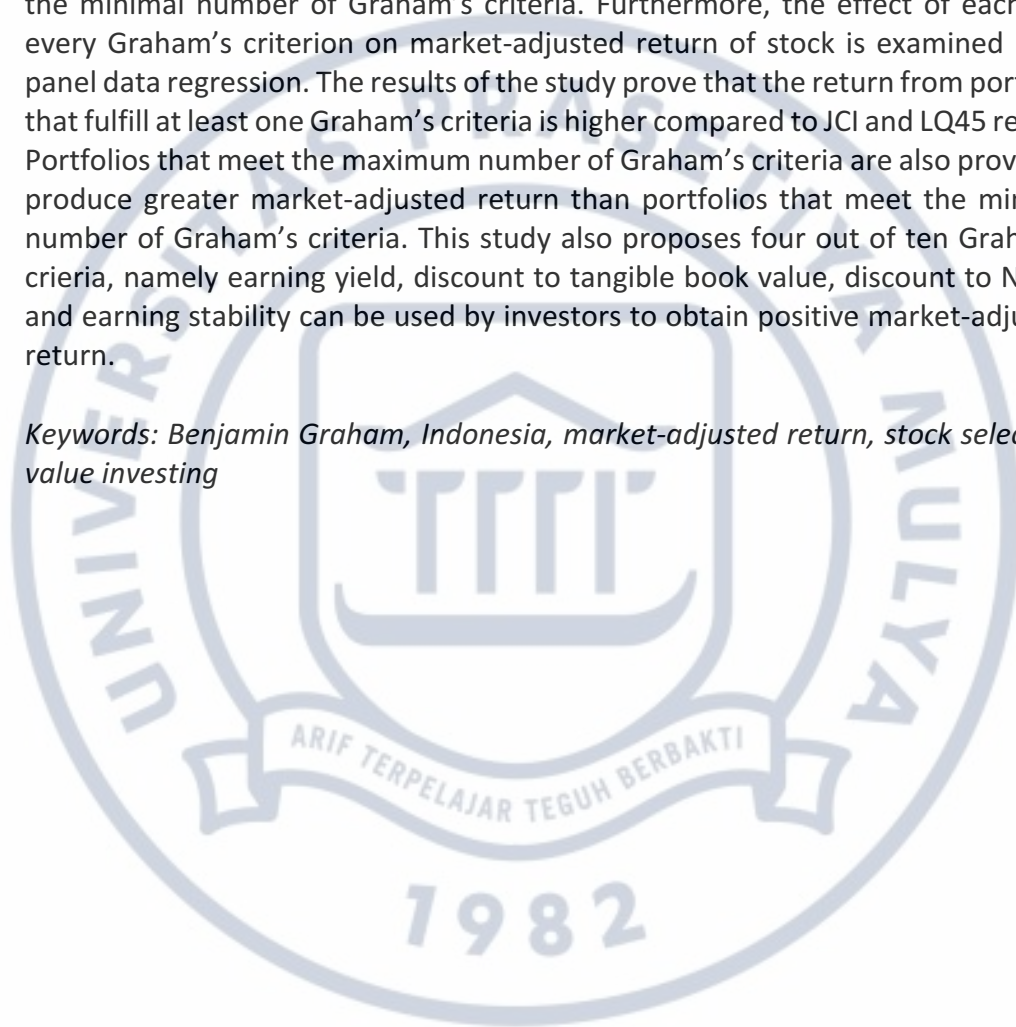 the minimal number of Graham's criteria. Furthermore, the effect of each
every Graham's criterion on market-adjusted return of stock is examined
panel data regression. The results of the study prove that the return from port
that fulfill at least one Graham's criteria is higher compared to JCI and LQ45 re
Portfolios that meet the maximum number of Graham's criteria are also prov
produce greater market-adjusted return than portfolios that meet the min
number of Graham's criteria. This study also proposes four out of ten Grah
crieria, namely earning yield, discount to tangible book value, discount to N
and earning stability can be used by investors to obtain positive market-adju
return.
Keywords: Benjamin Graham, Indonesia, market-adjusted return, stock selec
value investing
UNIVERSITAS PRASETIYA MULYA
ARIF TERPELAJAR TEGUH BERBAKTI
1982